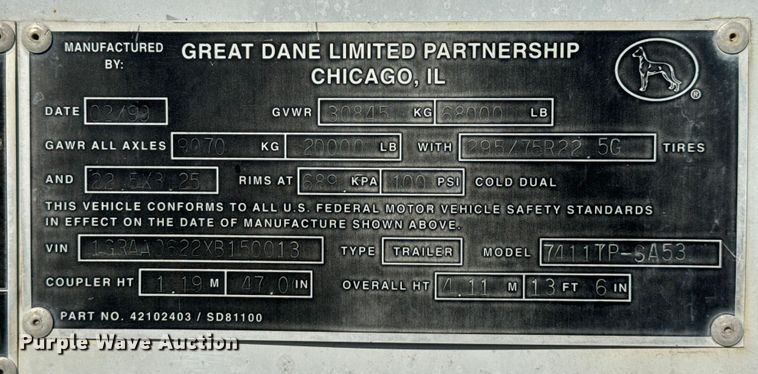 MANUFACTURED BY: GREAT DANE LIMITED PARTNERSHIP
CHICAGO, IL
®
DATE 02/99 GVWR 30845 KG 68000 LB
GAWR ALL AXLES 9070 KG 20000 LB WITH 295/75R22.5G TIRES
AND 22.5X8.25 RIMS AT 689 KPA 100 PSI COLD DUAL
THIS VEHICLE CONFORMS TO ALL U.S. FEDERAL MOTOR VEHICLE SAFETY STANDARDS
IN EFFECT ON THE DATE OF MANUFACTURE SHOWN ABOVE.
VIN 1GRAA0622XB150013 TYPE TRAILER MODEL 7411TP-SA53
COUPLER HT 1.19 M 47.0 IN OVERALL HT 4.11 M 13 FT 6 IN
PART NO. 42102403 / SD81100
Purple Wave Auction